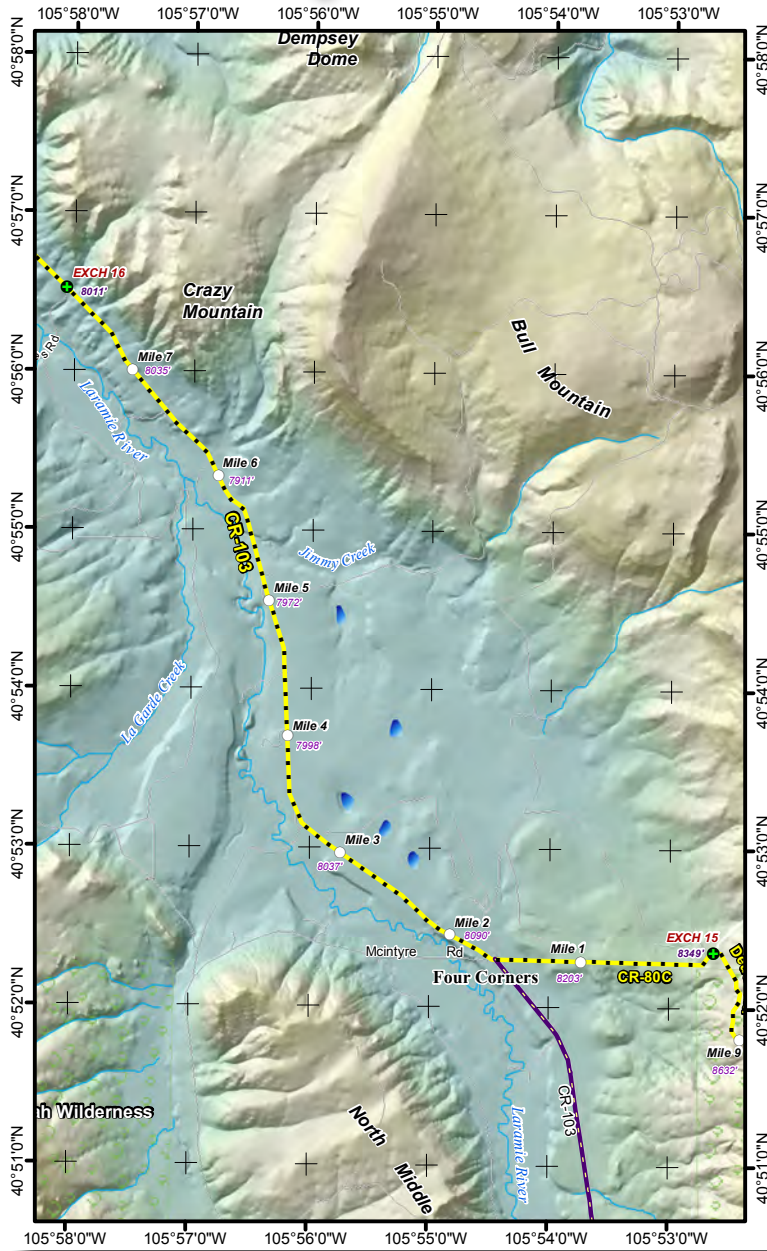 105°58'0"W 105°57'0"W 105°56'0"W 105°55'0"W 105°54'0"W 105°53'0"W
40°58'0"N
40°58'0"N
Dempsey
Dome
40°57'0"N
40°57'0"N
EXCH 16
8011'
Crazy
Mountain
Bull
Mountain
s Rd
Mile 7
8035'
40°56'0"N
40°56'0"N
Laramie River
Mile 6
7911'
CR-103
40°55'0"N
40°55'0"N
Jimmy Creek
Mile 5
7972'
La Garde Creek
40°54'0"N
40°54'0"N
Mile 4
7998'
40°53'0"N
40°53'0"N
Mile 3
8037'
Mile 2
8090'
Mcintyre Rd
Mile 1
8203'
EXCH 15
8349'
Four Corners
CR-80C
40°52'0"N
40°52'0"N
Mile 9
8632'
CR-103
ah Wilderness
North
Middle
Laramie River
40°51'0"N
40°51'0"N
105°58'0"W 105°57'0"W 105°56'0"W 105°55'0"W 105°54'0"W 105°53'0"W